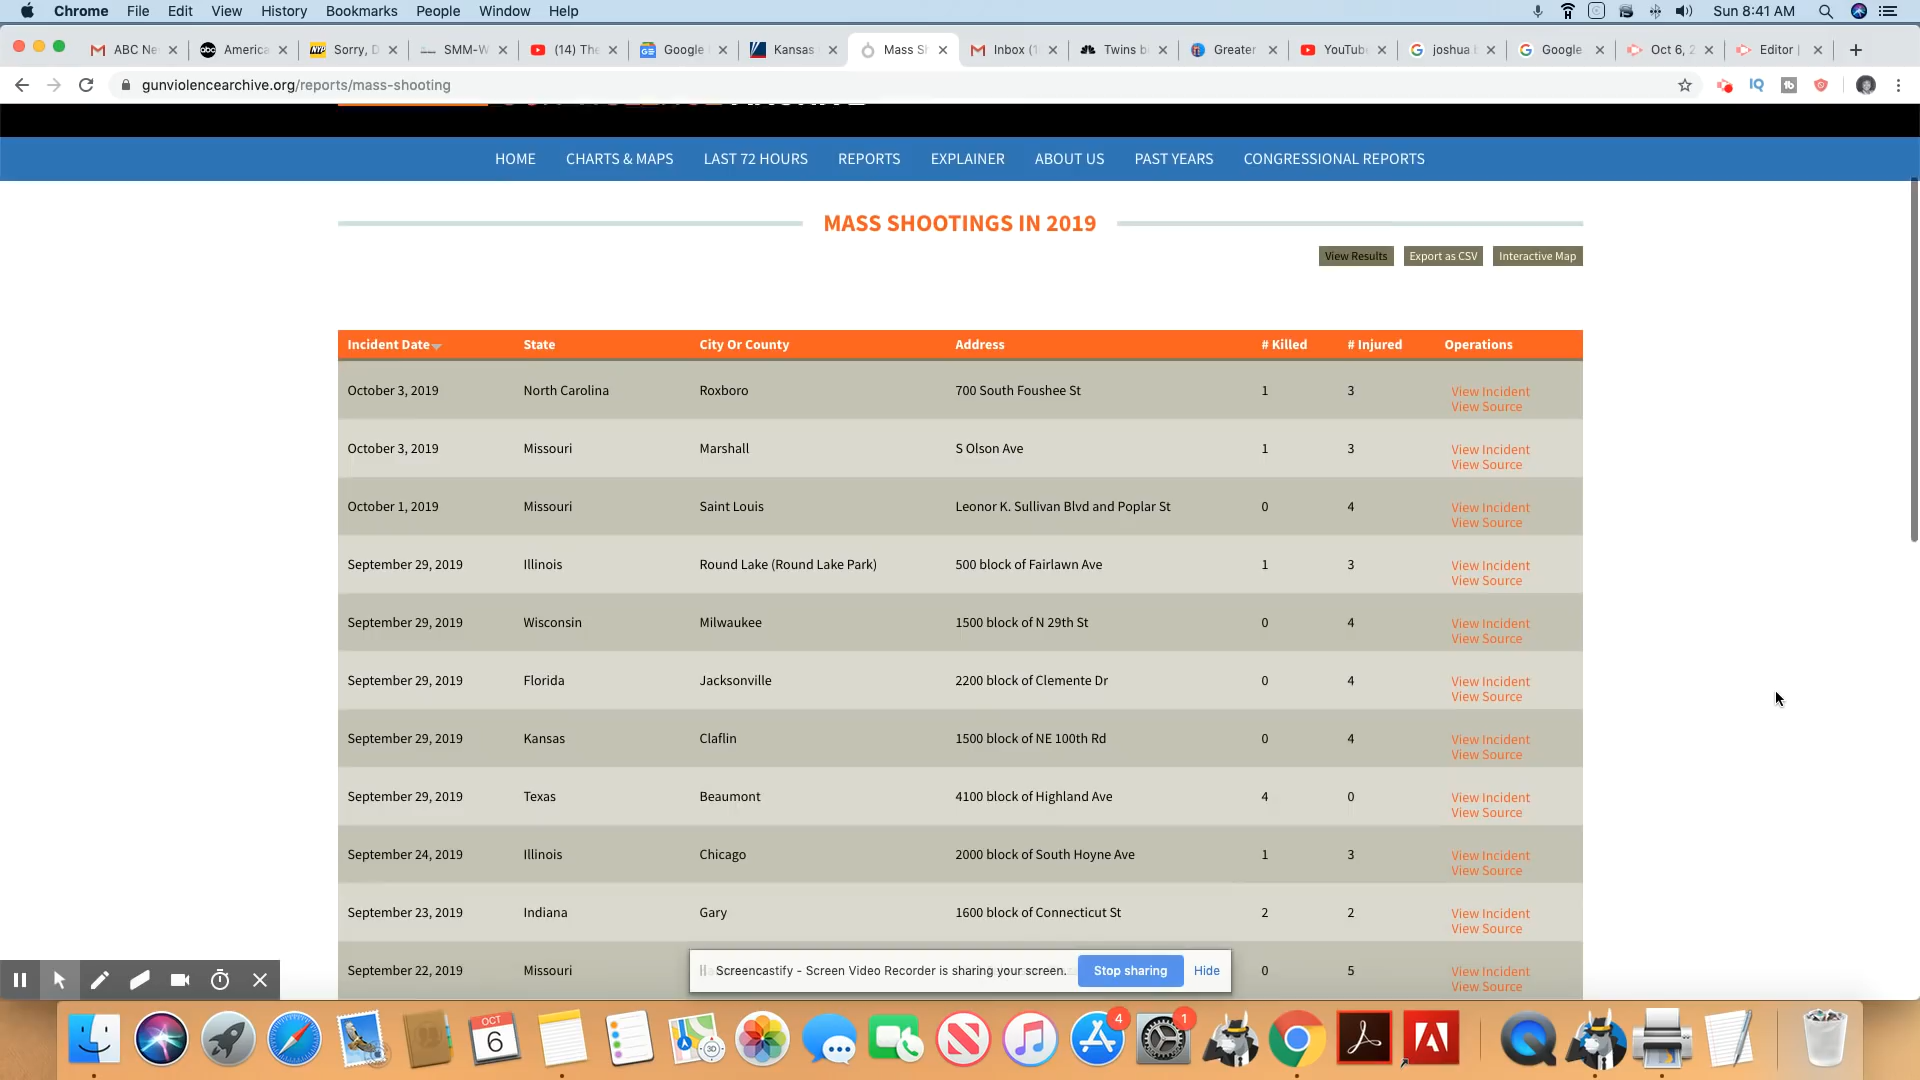 Chrome File Edit View History Bookmarks People Window Help Sun 8:41 AM
ABC Ne America Sorry, D SMM-W (14) The Google Kansas Mass S Inbox (1 Twins b Greater YouTub joshua Google Oct 6, 2 Editor
gunviolencearchive.org/reports/mass-shooting IQ
HOME CHARTS & MAPS LAST 72 HOURS REPORTS EXPLAINER ABOUT US PAST YEARS CONGRESSIONAL REPORTS
MASS SHOOTINGS IN 2019
View Results Export as CSV Interactive Map
Incident Date State City Or County Address # Killed # Injured Operations
October 3, 2019 North Carolina Roxboro 700 South Foushee St 1 3 View Incident
View Source
October 3, 2019 Missouri Marshall S Olson Ave 1 3 View Incident
View Source
October 1, 2019 Missouri Saint Louis Leonor K. Sullivan Blvd and Poplar St 0 4 View Incident
View Source
September 29, 2019 Illinois Round Lake (Round Lake Park) 500 block of Fairlawn Ave 1 3 View Incident
View Source
September 29, 2019 Wisconsin Milwaukee 1500 block of N 29th St 0 4 View Incident
View Source
September 29, 2019 Florida Jacksonville 2200 block of Clemente Dr 0 4 View Incident
View Source
September 29, 2019 Kansas Claflin 1500 block of NE 100th Rd 0 4 View Incident
View Source
September 29, 2019 Texas Beaumont 4100 block of Highland Ave 4 0 View Incident
View Source
September 24, 2019 Illinois Chicago 2000 block of South Hoyne Ave 1 3 View Incident
View Source
September 23, 2019 Indiana Gary 1600 block of Connecticut St 2 2 View Incident
View Source
September 22, 2019 Missouri 0 5 View Incident
View Source
Screencastify - Screen Video Recorder is sharing your screen. Stop sharing Hide
OCT
6
4
1